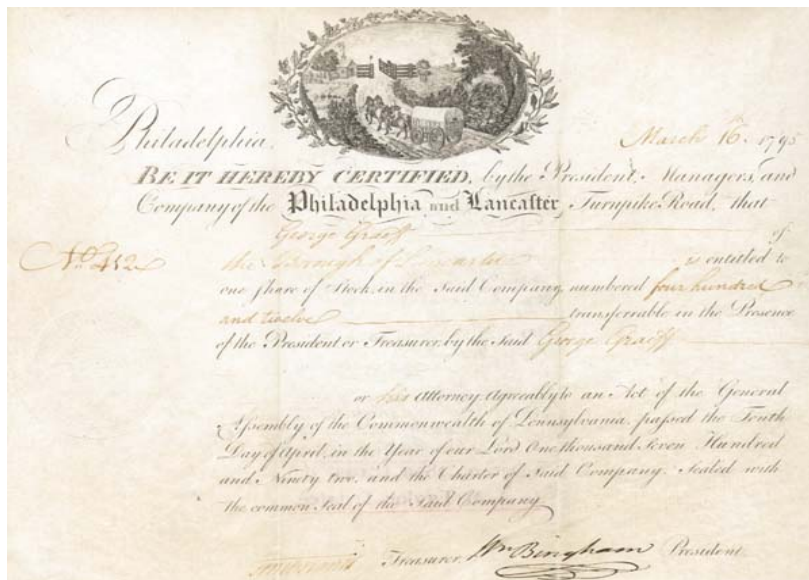 Philadelphia, March 16th 1795
BE IT HEREBY CERTIFIED, by the President, Managers, and
Company of the Philadelphia and Lancaster Turnpike Road, that
George Graeff of
the Borough of Lancaster is entitled to
No. 412
one share of Stock, in the Said Company, numbered four hundred
and twelve transferrable in the Presence
of the President or Treasurer, by the Said George Graeff
or his Attorney, Agreeably to an Act of the General
Assembly of the Commonwealth of Pennsylvania, passed the Tenth
Day of April, in the Year of our Lord One thousand Seven Hundred
and Ninety two, and the Charter of Said Company. Sealed with
the common Seal of the Said Company
Treasurer, Wm Bingham President.